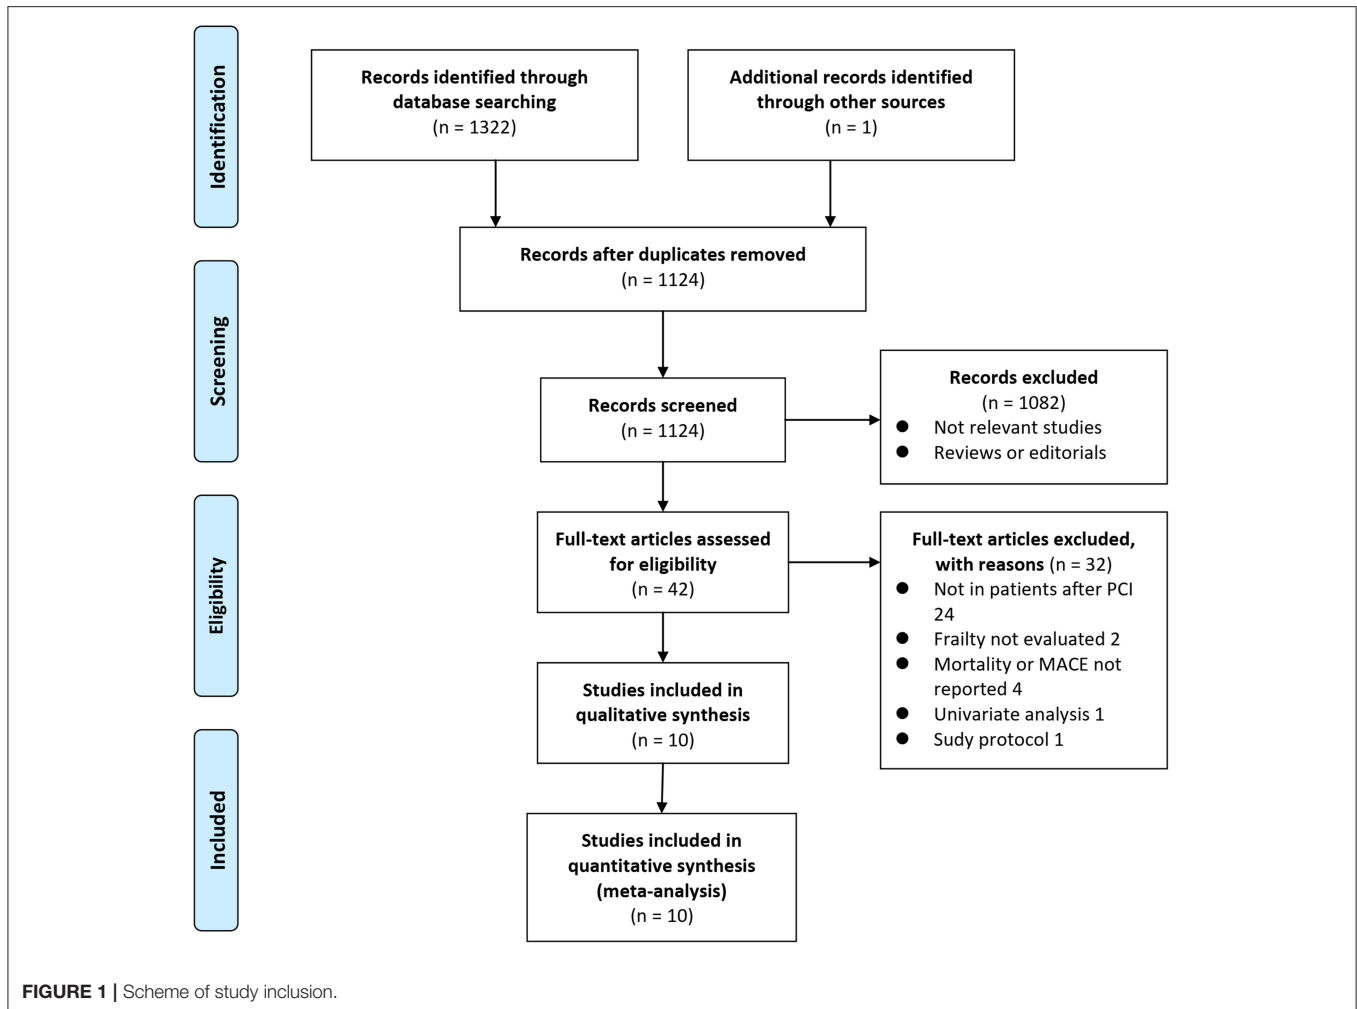 Identification
Records identified through
database searching
(n = 1322)
Additional records identified
through other sources
(n = 1)
Records after duplicates removed
(n = 1124)
Screening
Records screened
(n = 1124)
Records excluded
(n = 1082)
● Not relevant studies
● Reviews or editorials
Eligibility
Full-text articles assessed
for eligibility
(n = 42)
Full-text articles excluded,
with reasons (n = 32)
● Not in patients after PCI
24
● Frailty not evaluated 2
● Mortality or MACE not
reported 4
● Univariate analysis 1
● Sudy protocol 1
Studies included in
qualitative synthesis
(n = 10)
Included
Studies included in
quantitative synthesis
(meta-analysis)
(n = 10)
FIGURE 1 | Scheme of study inclusion.